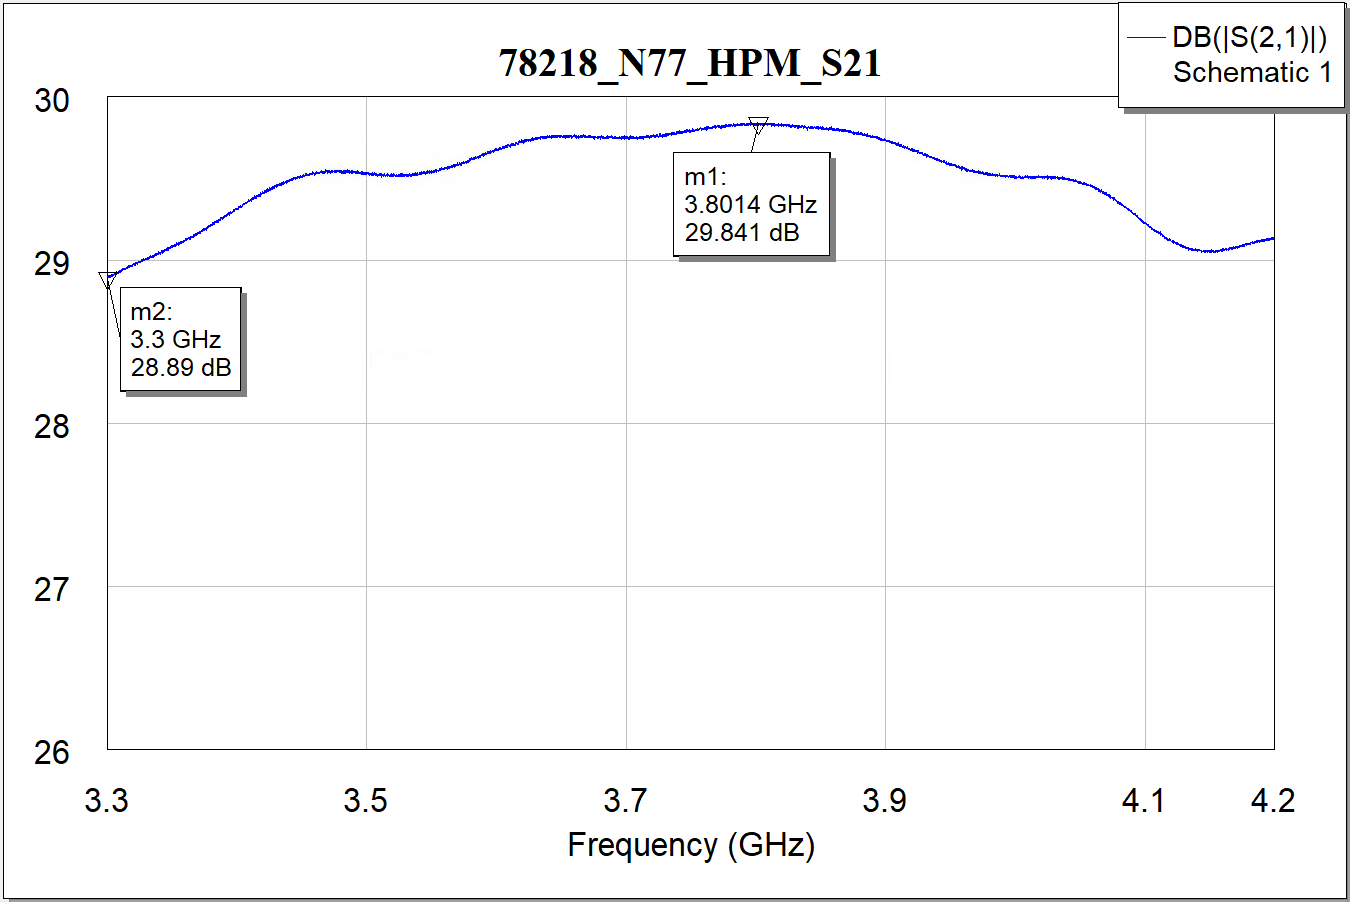 DB(|S(2,1)|)
Schematic 1
78218_N77_HPM_S21
30
29
28
27
26
m1:
3.8014 GHz
29.841 dB
m2:
3.3 GHz
28.89 dB
3.3 3.5 3.7 3.9 4.1 4.2
Frequency (GHz)